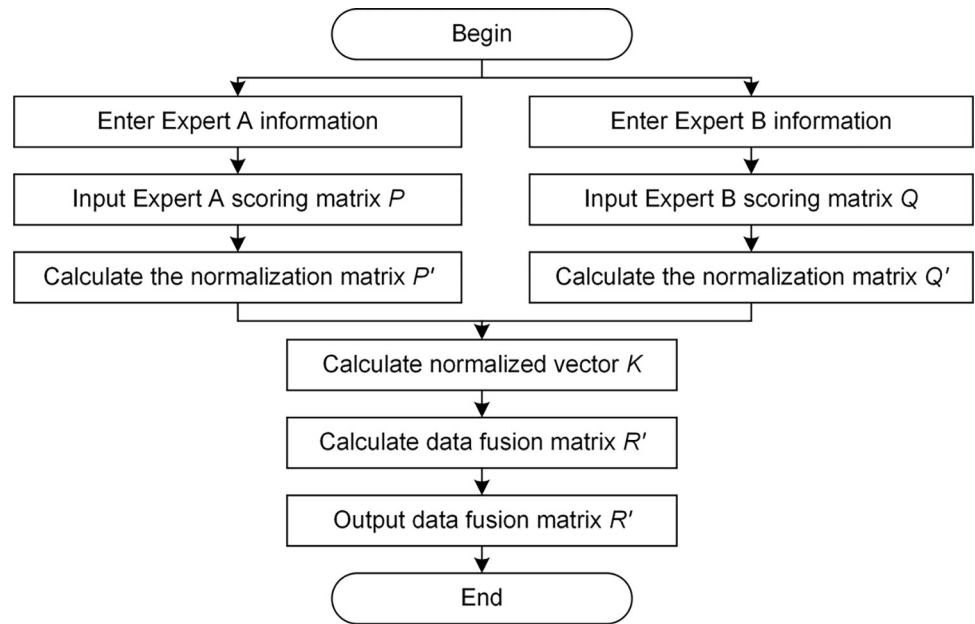 Begin
Enter Expert A information
Enter Expert B information
Input Expert A scoring matrix P
Input Expert B scoring matrix Q
Calculate the normalization matrix P'
Calculate the normalization matrix Q'
Calculate normalized vector K
Calculate data fusion matrix R'
Output data fusion matrix R'
End